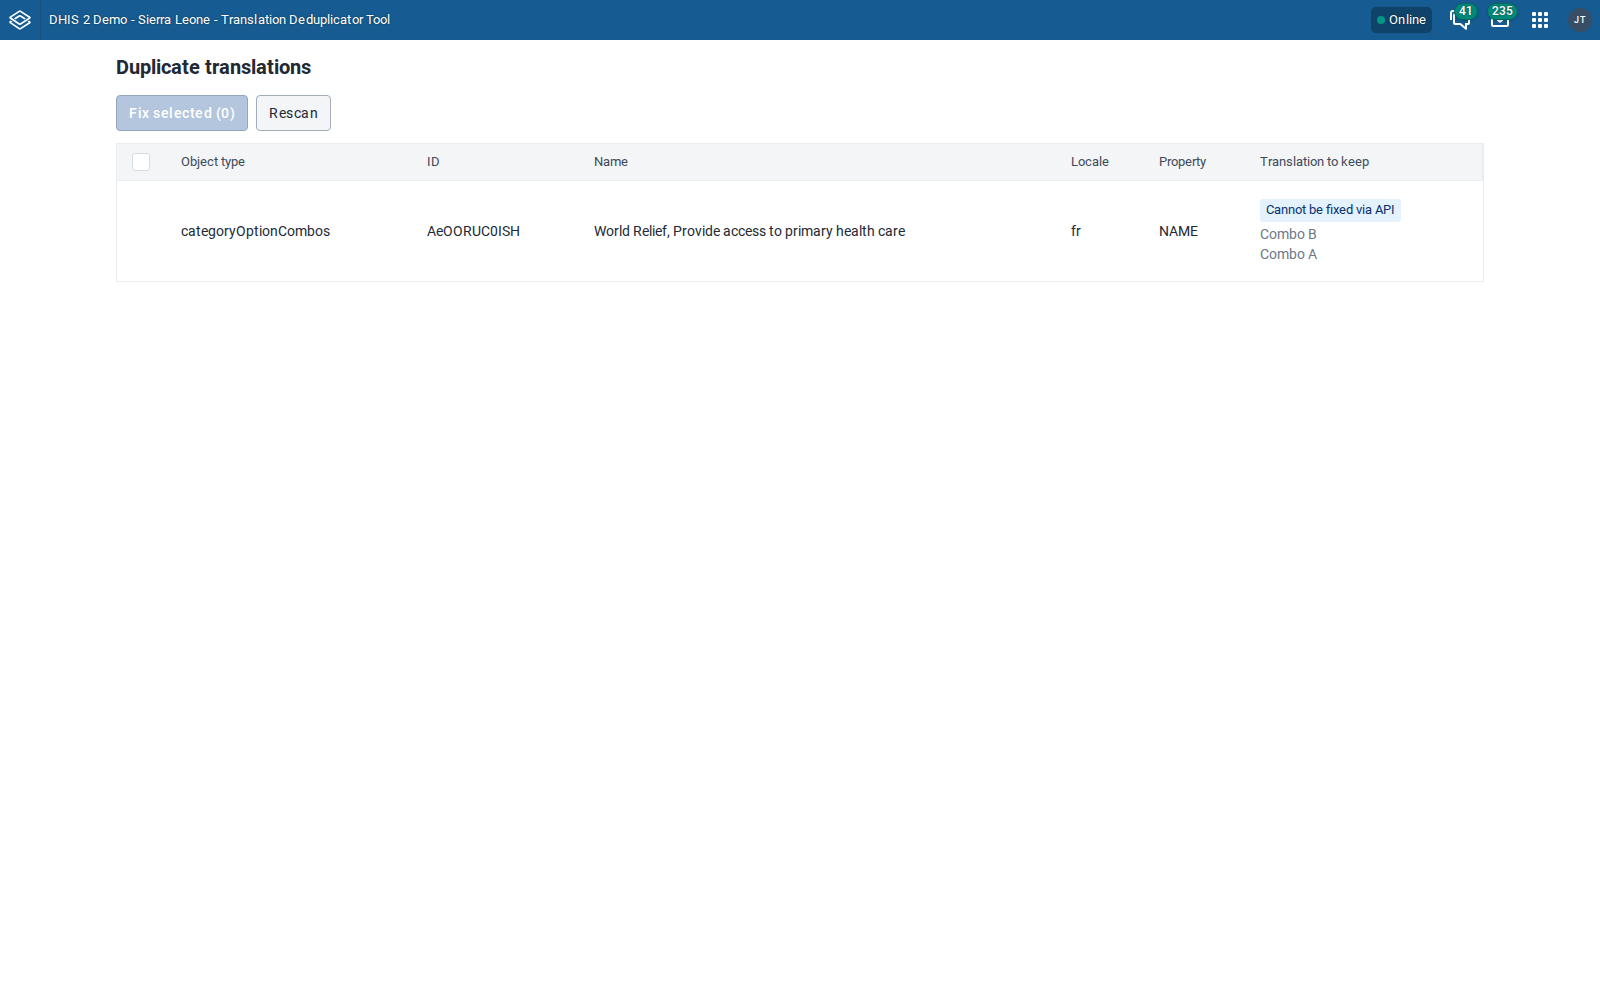 DHIS 2 Demo - Sierra Leone - Translation Deduplicator Tool
Online
41
235
JT
Duplicate translations
Fix selected (0)
Rescan
Object type ID Name Locale Property Translation to keep
categoryOptionCombos AeOORUC0ISH World Relief, Provide access to primary health care fr NAME
Cannot be fixed via API
Combo B
Combo A